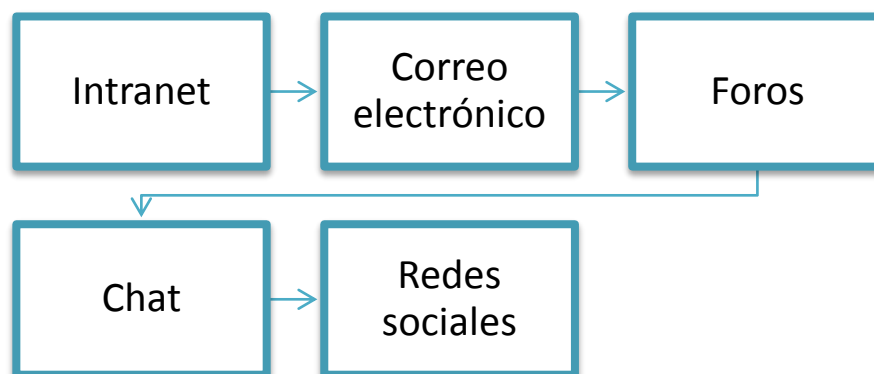 Intranet
Correo
electrónico
Foros
Chat
Redes
sociales